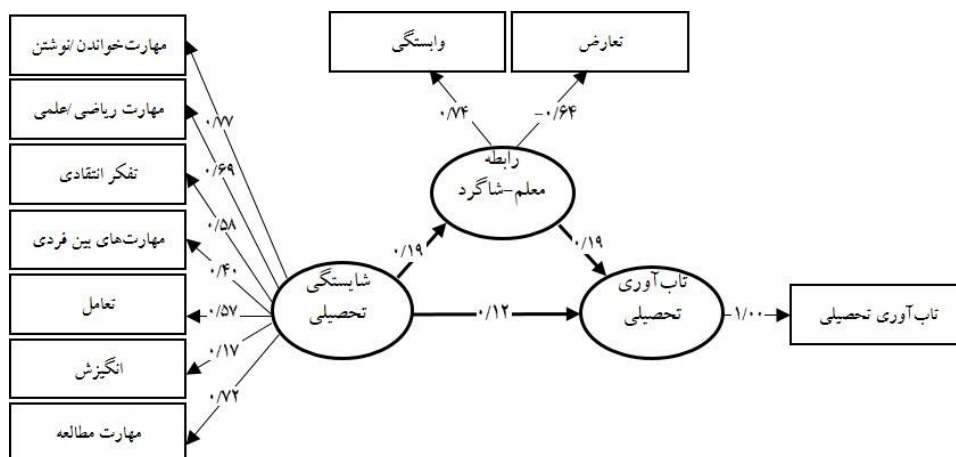 وابستگی
تعارض
مهارت‌خواندن/نوشتن
مهارت ریاضی/علمی
تفکر انتقادی
مهارت‌های بین فردی
تعامل
انگیزش
مهارت مطالعه
۰/۷۷
۰/۶۹
۰/۵۸
۰/۴۰
۰/۵۷
۰/۱۷
۰/۷۲
۰/۷۴
-۰/۶۴
رابطه
معلم-شاگرد
۰/۱۹
۰/۱۹
شایستگی
تحصیلی
۰/۱۲
تاب‌آوری
تحصیلی
۱/۰۰
تاب‌آوری تحصیلی